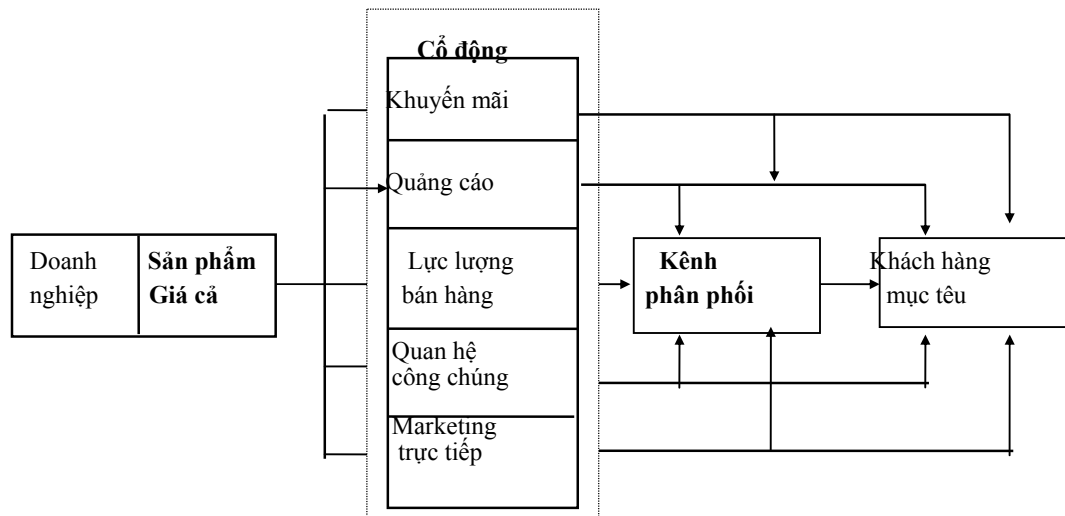 Cổ động
Khuyến mãi
Quảng cáo
Doanh
nghiệp
Sản phẩm
Giá cả
Lực lượng
bán hàng
Kênh
phân phối
Khách hàng
mục têu
Quan hệ
công chúng
Marketing
trực tiếp